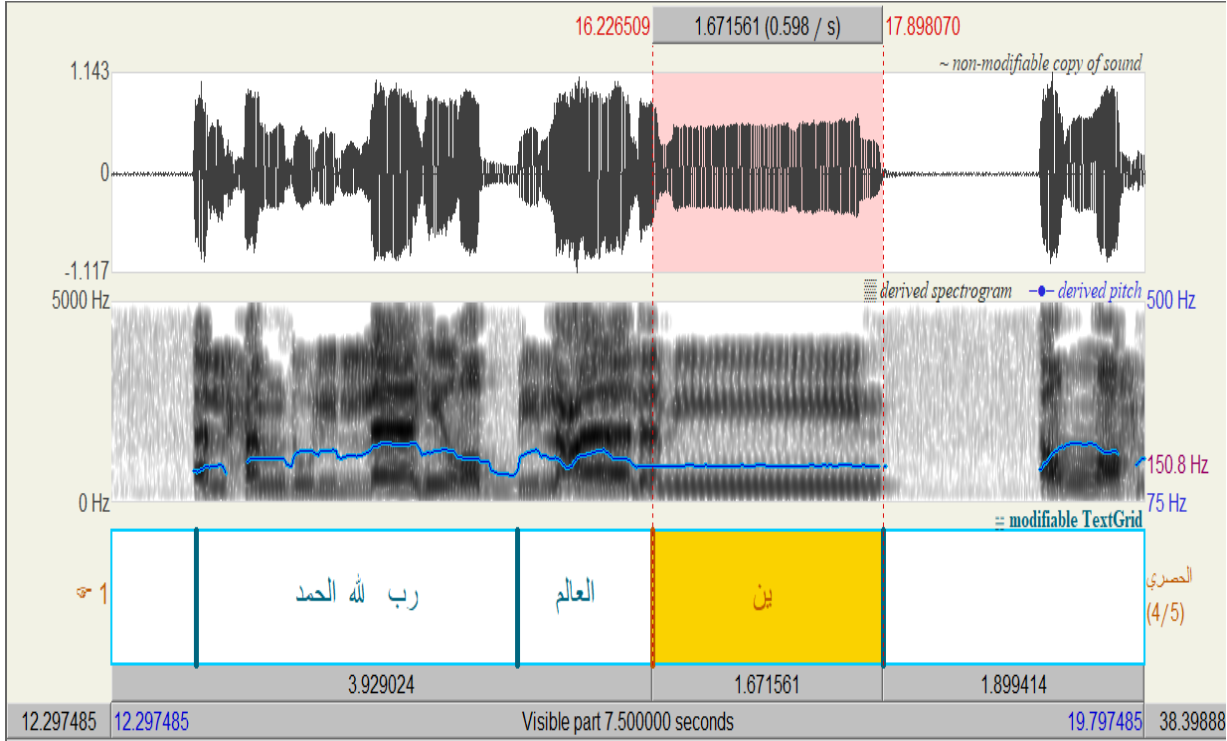 16.226509 1.671561 (0.598 / s) 17.898070
~ non-modifiable copy of sound
1.143
0
-1.117
derived spectrogram derived pitch
5000 Hz
500 Hz
150.8 Hz
0 Hz
75 Hz
modifiable TextGrid
1
رب لله الحمد
العالم
ين
الحصري
(4/5)
3.929024 1.671561 1.899414
12.297485 12.297485 Visible part 7.500000 seconds 19.797485 38.39888